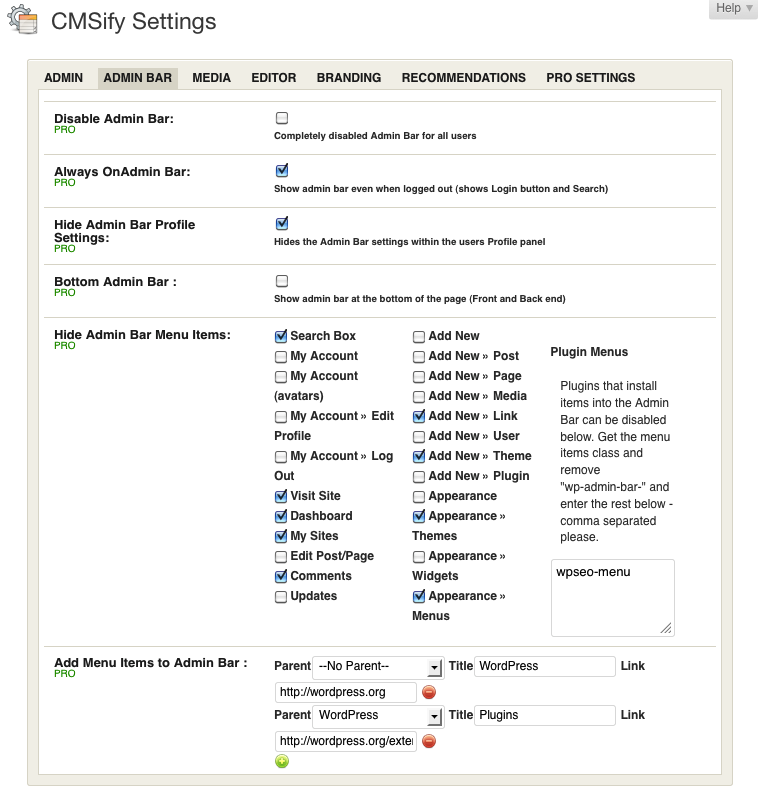 Help
CMSify Settings
ADMIN ADMIN BAR MEDIA EDITOR BRANDING RECOMMENDATIONS PRO SETTINGS
Disable Admin Bar:
PRO
Completely disabled Admin Bar for all users
Always OnAdmin Bar:
PRO
Show admin bar even when logged out (shows Login button and Search)
Hide Admin Bar Profile
Settings:
PRO
Hides the Admin Bar settings within the users Profile panel
Bottom Admin Bar :
PRO
Show admin bar at the bottom of the page (Front and Back end)
Hide Admin Bar Menu Items:
PRO
Search Box
My Account
My Account
(avatars)
My Account » Edit
Profile
My Account » Log
Out
Visit Site
Dashboard
My Sites
Edit Post/Page
Comments
Updates
Add New
Add New » Post
Add New » Page
Add New » Media
Add New » Link
Add New » User
Add New » Theme
Add New » Plugin
Appearance
Appearance »
Themes
Appearance »
Widgets
Appearance »
Menus
Plugin Menus
Plugins that install
items into the Admin
Bar can be disabled
below. Get the menu
items class and
remove
"wp-admin-bar-" and
enter the rest below -
comma separated
please.
wpseo-menu
Add Menu Items to Admin Bar :
PRO
Parent --No Parent-- Title WordPress Link
http://wordpress.org
Parent WordPress Title Plugins Link
http://wordpress.org/exter